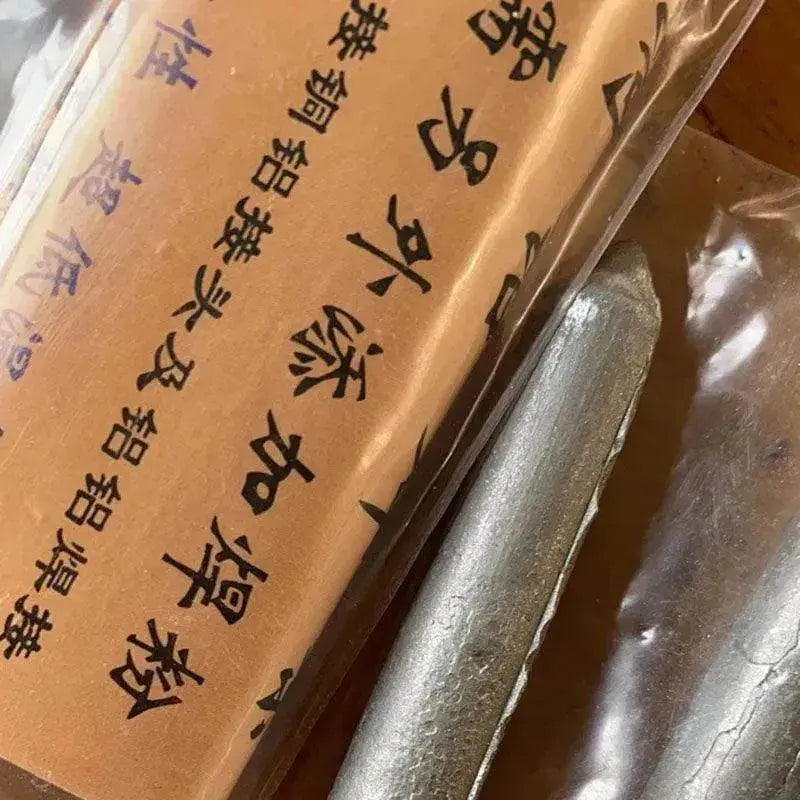 需另外添加焊粉
接铜铝接头及铝铝焊接
性 超低温